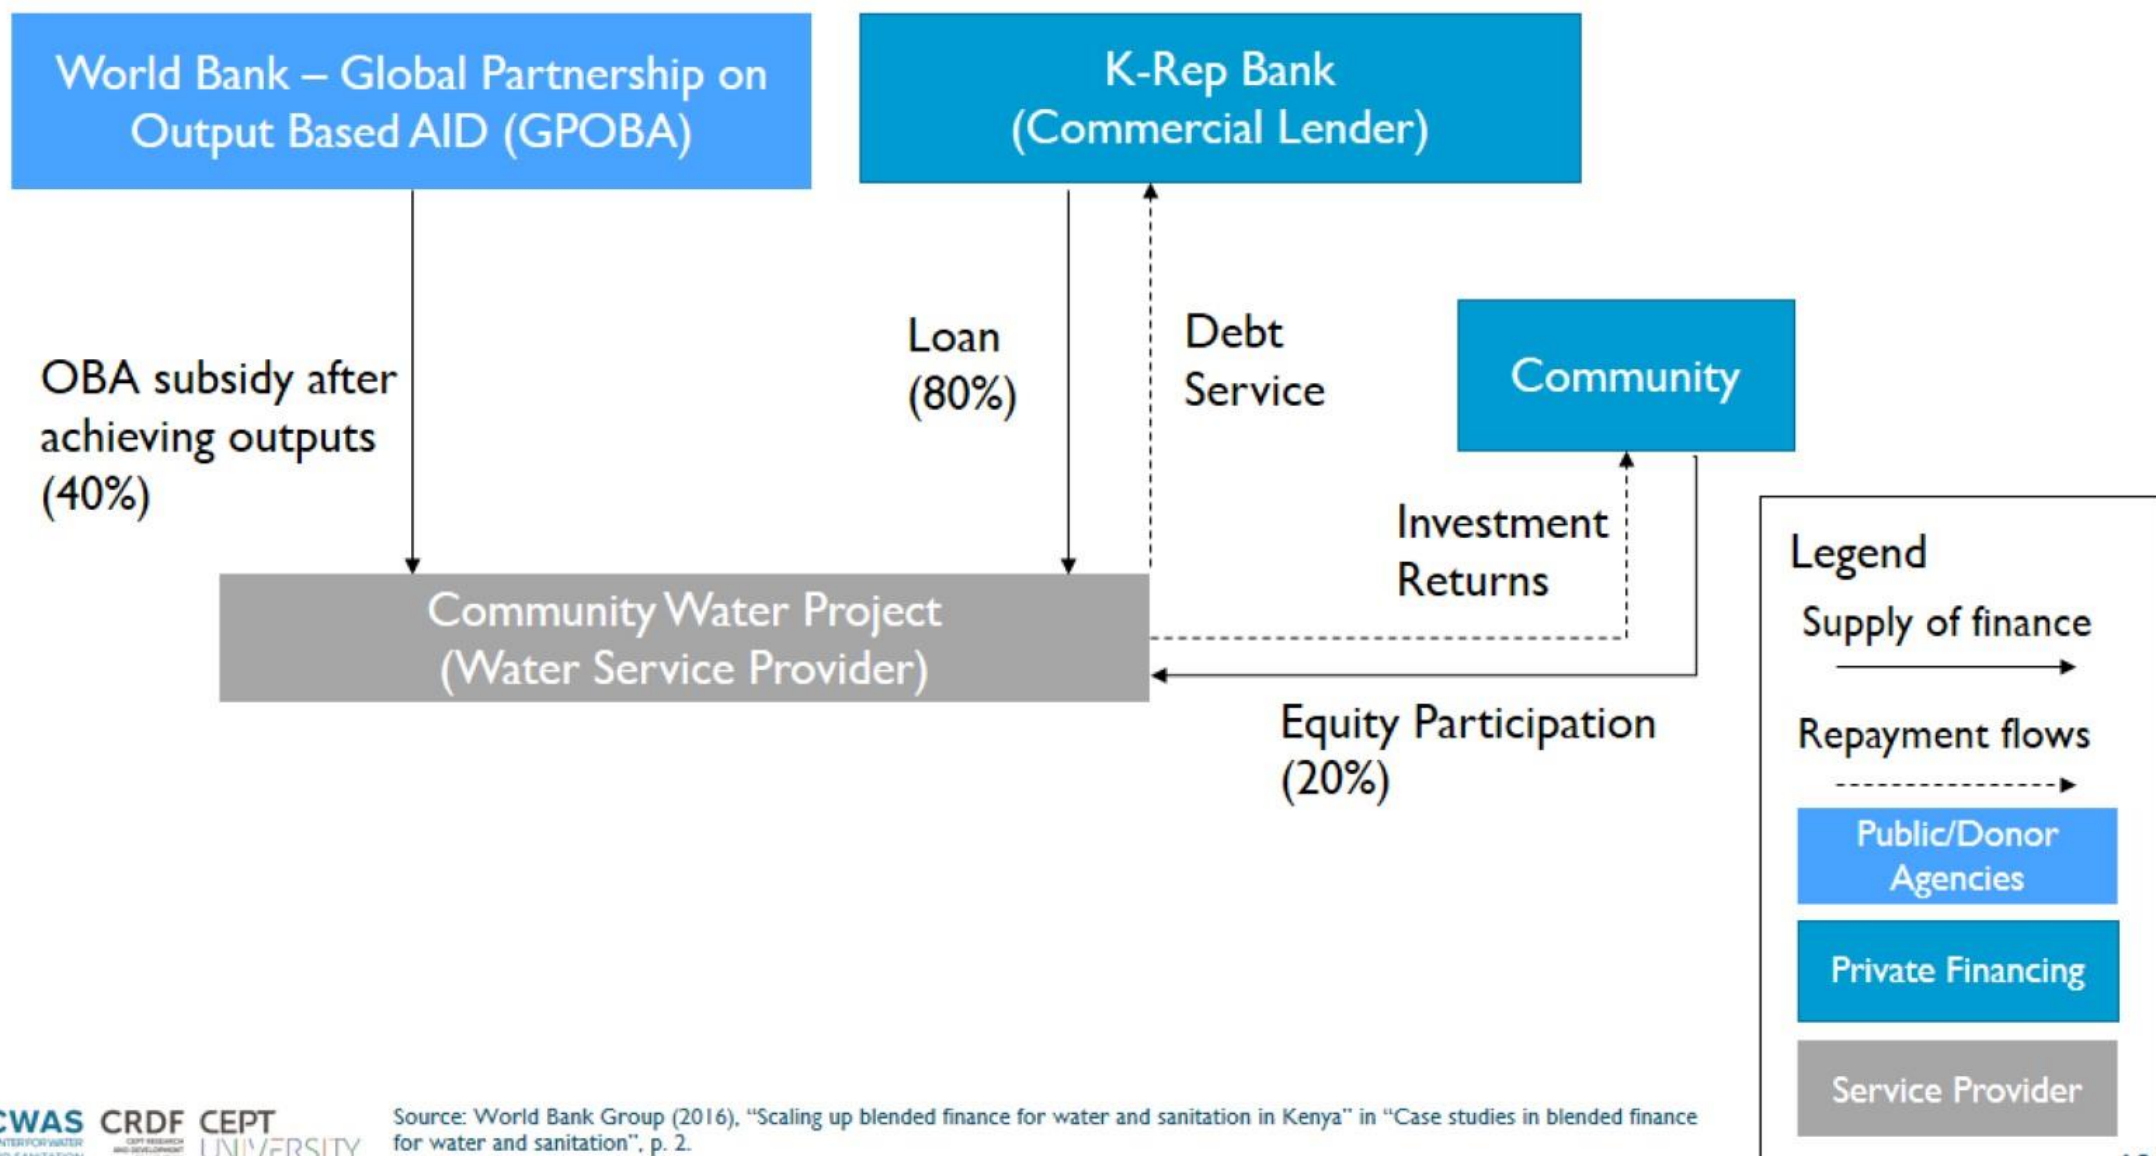 World Bank – Global Partnership on
Output Based AID (GPOBA)
K-Rep Bank
(Commercial Lender)
OBA subsidy after
achieving outputs
(40%)
Loan
(80%)
Debt
Service
Community
Investment
Returns
Community Water Project
(Water Service Provider)
Equity Participation
(20%)
Legend
Supply of finance
Repayment flows
Public/Donor
Agencies
Private Financing
Service Provider
CWAS CRDF CEPT
UNIVERSITY
Source: World Bank Group (2016), “Scaling up blended finance for water and sanitation in Kenya” in “Case studies in blended finance
for water and sanitation”, p. 2.